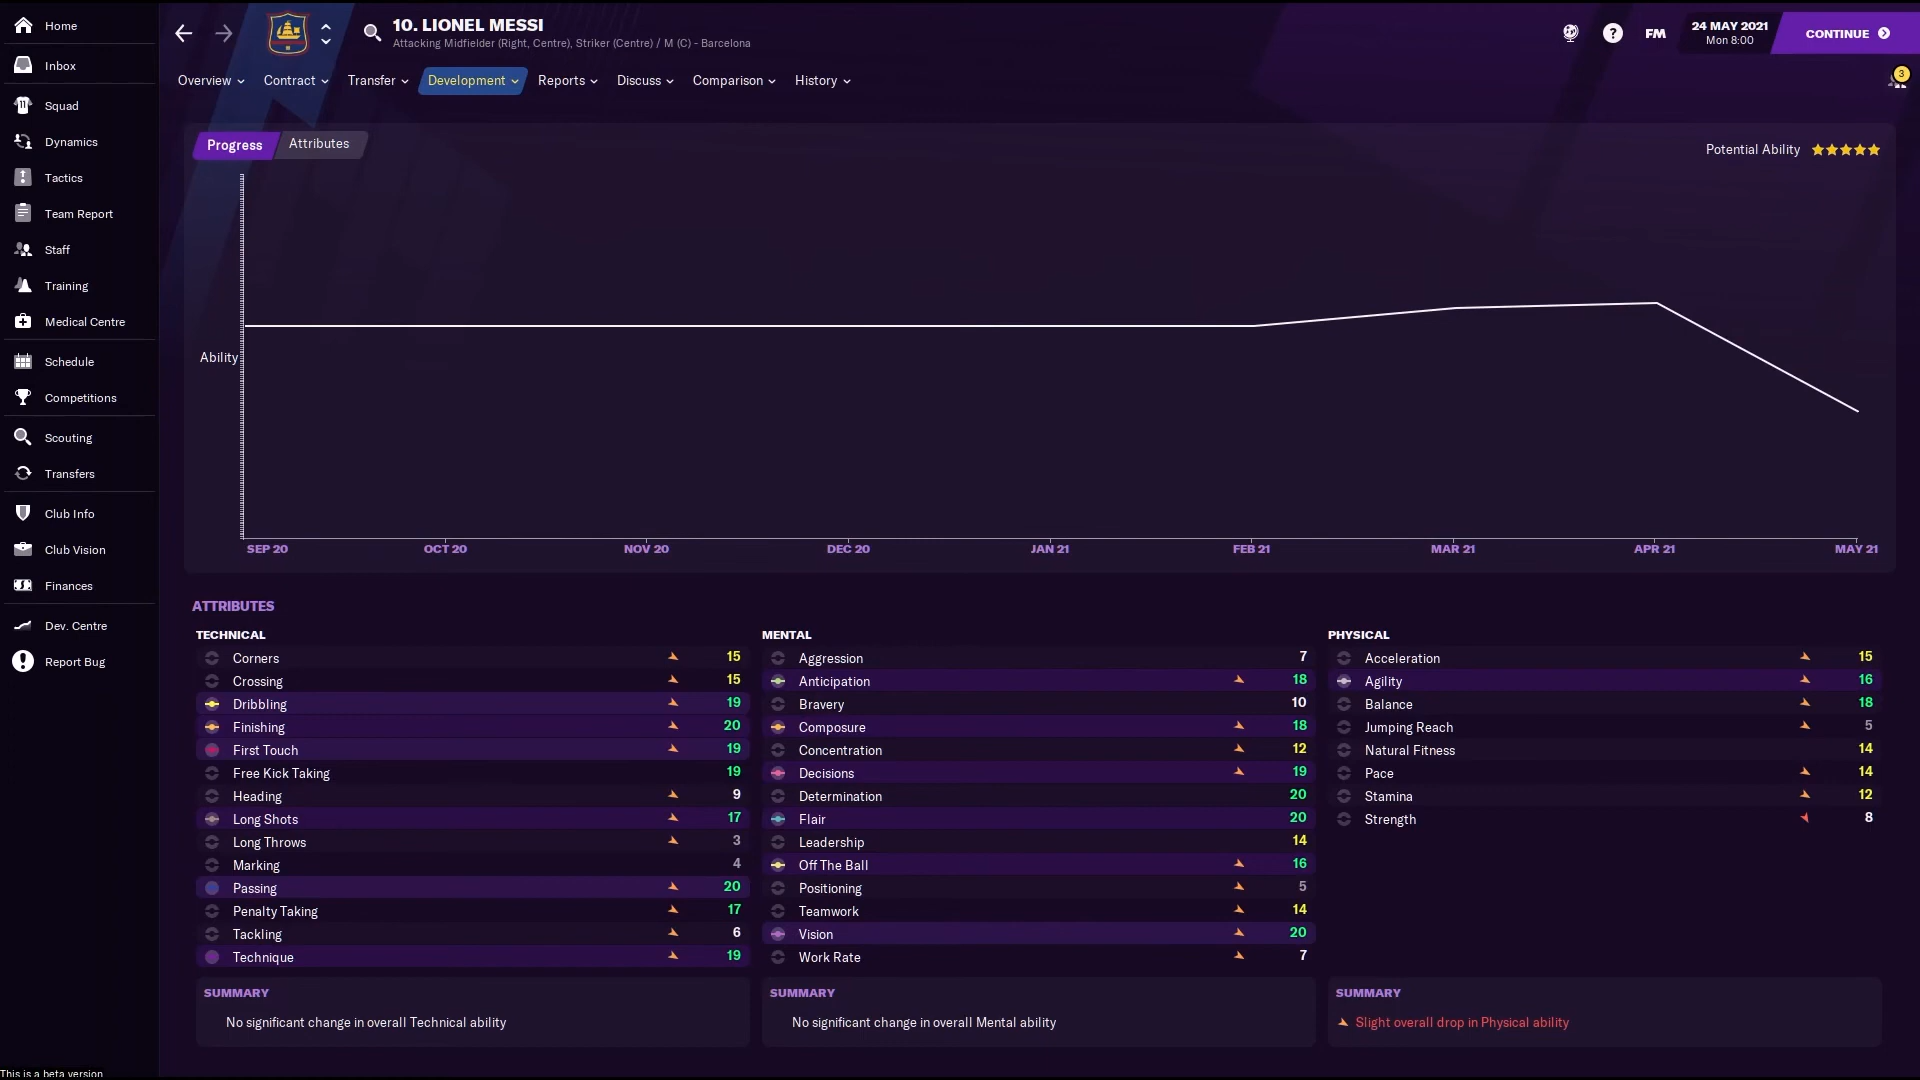 Home
Inbox
Squad
Dynamics
Tactics
Team Report
Staff
Training
Medical Centre
Schedule
Competitions
Scouting
Transfers
Club Info
Club Vision
Finances
Dev. Centre
Report Bug
This is a beta version
10. LIONEL MESSI
Attacking Midfielder (Right, Centre), Striker (Centre) / M (C) - Barcelona
FM
24 MAY 2021
Mon 8:00
CONTINUE
Overview Contract Transfer Development Reports Discuss Comparison History
3
Progress Attributes
Potential Ability
Ability
SEP 20 OCT 20 NOV 20 DEC 20 JAN 21 FEB 21 MAR 21 APR 21 MAY 21
ATTRIBUTES
TECHNICAL
Corners 15
Crossing 15
Dribbling 19
Finishing 20
First Touch 19
Free Kick Taking 19
Heading 9
Long Shots 17
Long Throws 3
Marking 4
Passing 20
Penalty Taking 17
Tackling 6
Technique 19
SUMMARY
No significant change in overall Technical ability
MENTAL
Aggression 7
Anticipation 18
Bravery 10
Composure 18
Concentration 12
Decisions 19
Determination 20
Flair 20
Leadership 14
Off The Ball 16
Positioning 5
Teamwork 14
Vision 20
Work Rate 7
SUMMARY
No significant change in overall Mental ability
PHYSICAL
Acceleration 15
Agility 16
Balance 18
Jumping Reach 5
Natural Fitness 14
Pace 14
Stamina 12
Strength 8
SUMMARY
Slight overall drop in Physical ability